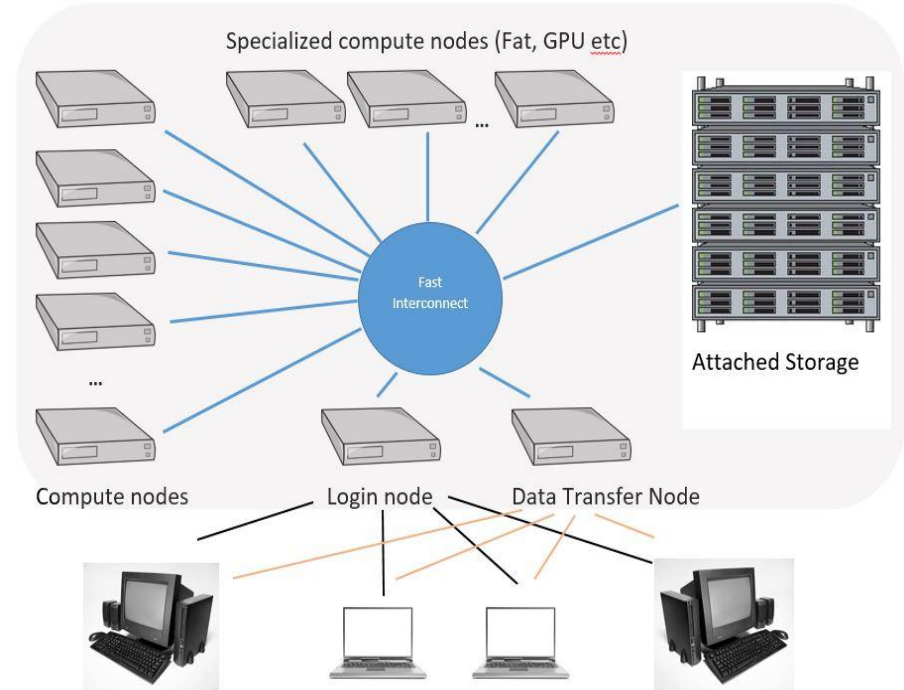 Specialized compute nodes (Fat, GPU etc)
...
Fast
Interconnect
Attached Storage
...
Compute nodes
Login node
Data Transfer Node